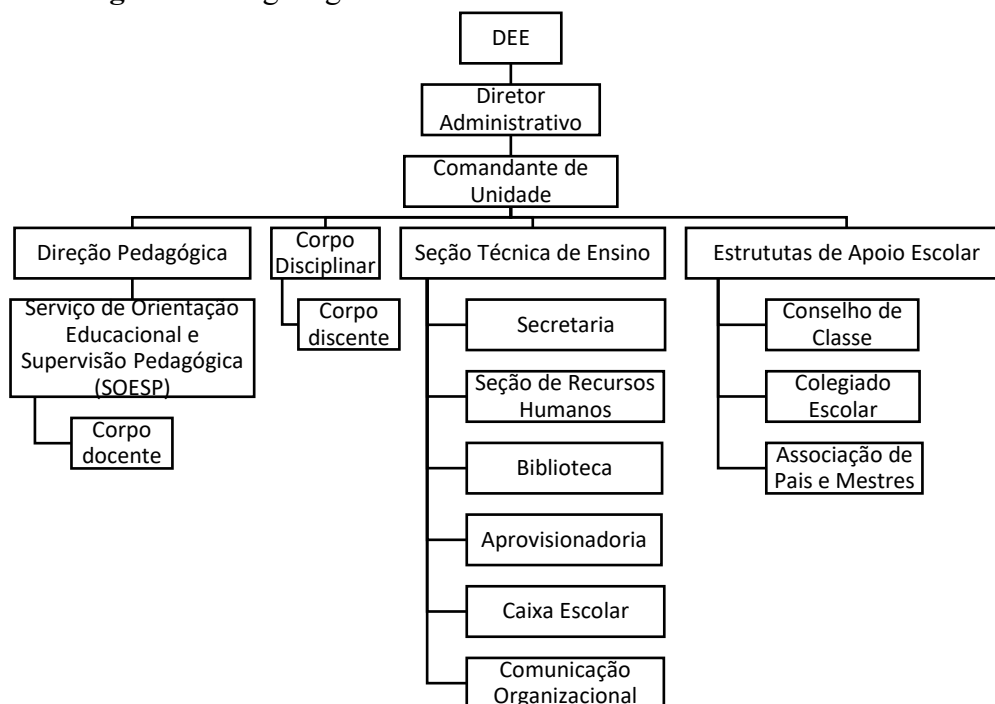 DEE
Diretor
Administrativo
Comandante de
Unidade
Direção Pedagógica
Serviço de Orientação
Educacional e
Supervisão Pedagógica
(SOESP)
Corpo
docente
Corpo
Disciplinar
Corpo
discente
Seção Técnica de Ensino
Secretaria
Seção de Recursos
Humanos
Biblioteca
Aprovisionadoria
Caixa Escolar
Comunicação
Organizacional
Estrututas de Apoio Escolar
Conselho de
Classe
Colegiado
Escolar
Associação de
Pais e Mestres